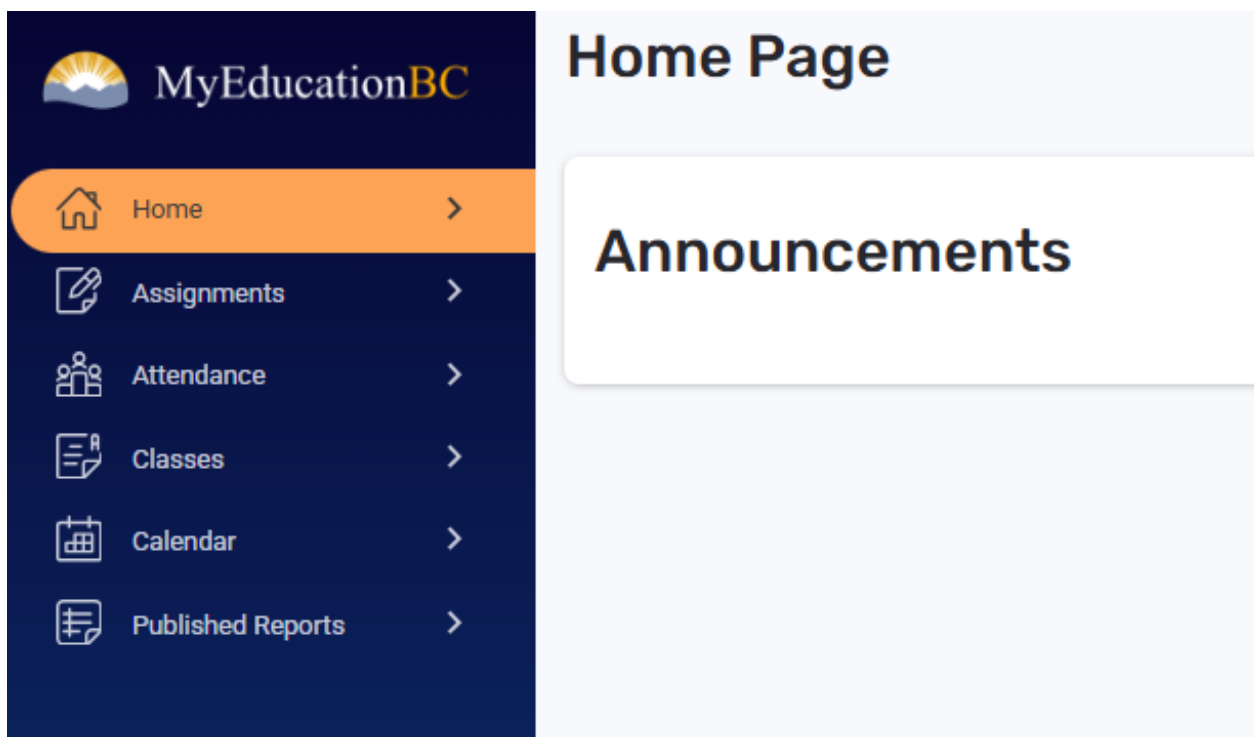 MyEducationBC
Home
Assignments
Attendance
Classes
Calendar
Published Reports
Home Page
Announcements